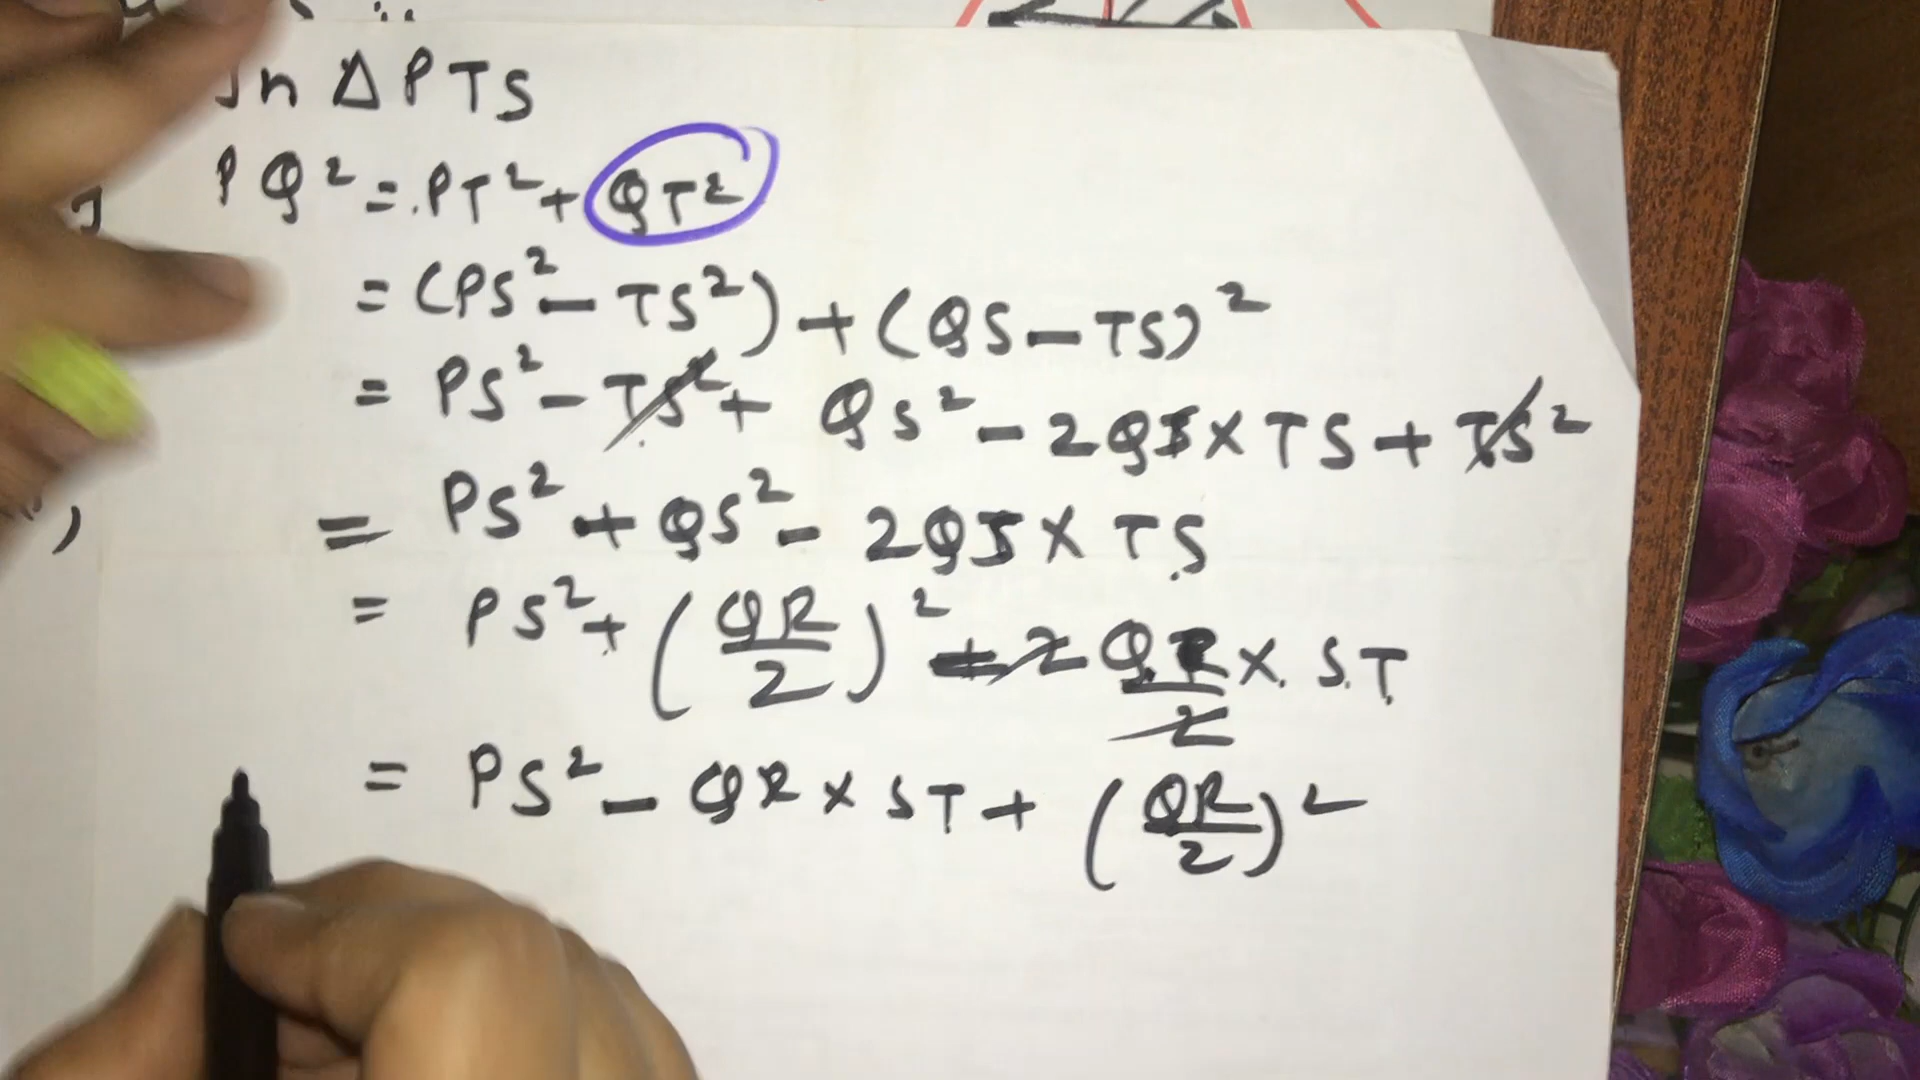 In Δ PTS
PQ² = PT² + QT²
= (PS² – TS²) + (QS – TS)²
= PS² – TS² + QS² – 2QS × TS + TS²
= PS² + QS² – 2QS × TS
= PS² + (QR/2)² – 2 QR/2 × ST
= PS² – QR × ST + (QR/2)²